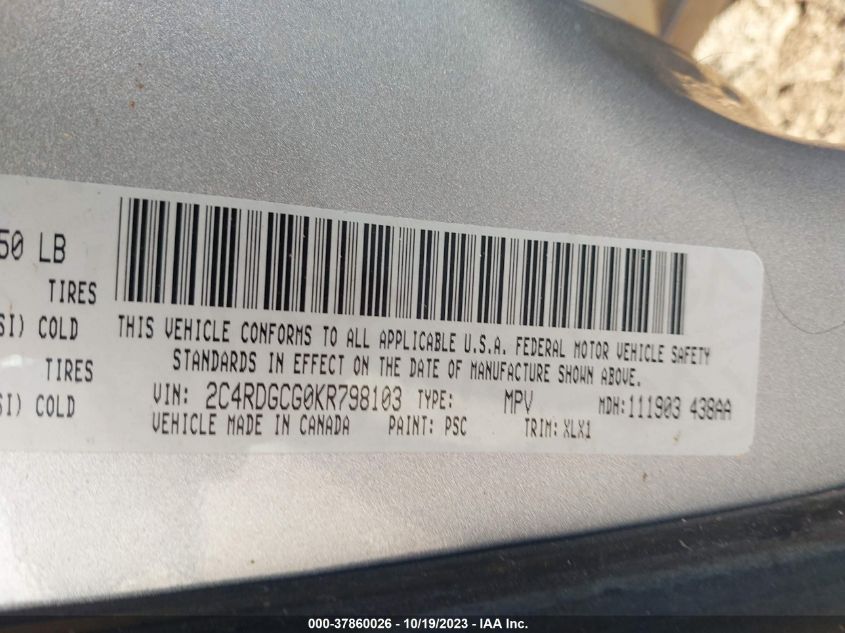 50 LB
TIRES
SI) COLD
TIRES
SI) COLD
THIS VEHICLE CONFORMS TO ALL APPLICABLE U.S.A. FEDERAL MOTOR VEHICLE SAFETY
STANDARDS IN EFFECT ON THE DATE OF MANUFACTURE SHOWN ABOVE.
VIN: 2C4RDGCG0KR798103 TYPE: MPV MDH:111903 438AA
VEHICLE MADE IN CANADA PAINT: PSC TRIM: XLX1
000-37860026 - 10/19/2023 - IAA Inc.